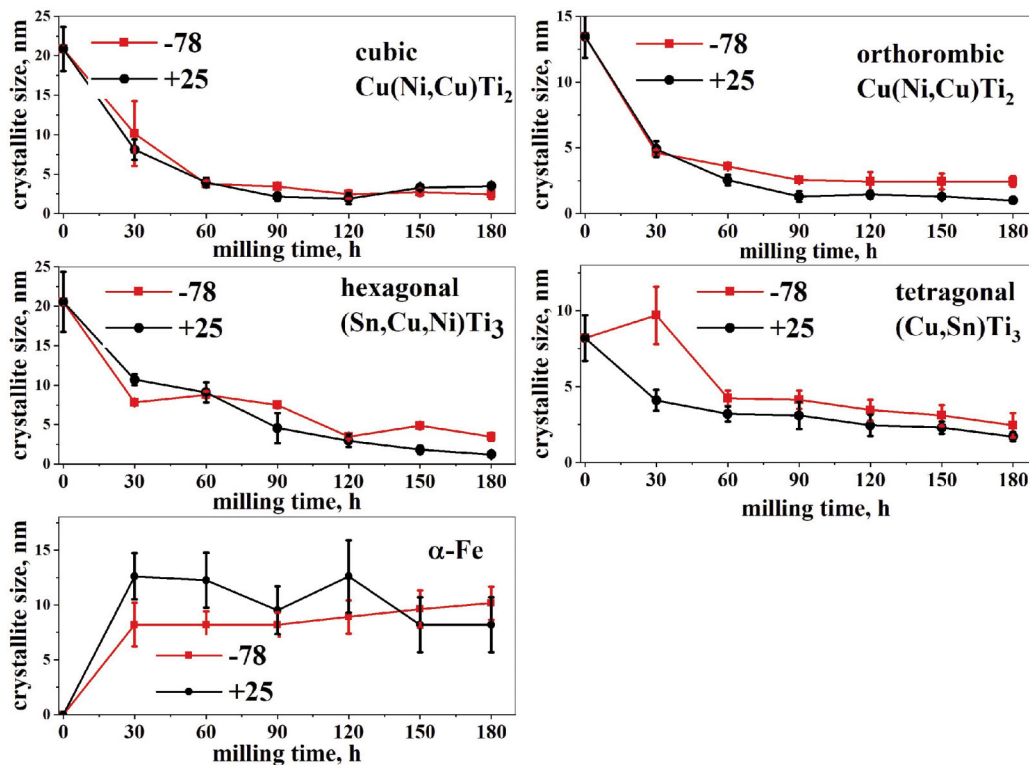 crystallite size, nm
25
20
15
10
5
0
-78
+25
cubic
Cu(Ni,Cu)Ti2
0 30 60 90 120 150 180
milling time, h
crystallite size, nm
15
10
5
0
-78
+25
orthorombic
Cu(Ni,Cu)Ti2
0 30 60 90 120 150 180
milling time, h
crystallite size, nm
25
20
15
10
5
0
-78
+25
hexagonal
(Sn,Cu,Ni)Ti3
0 30 60 90 120 150 180
milling time, h
crystallite size, nm
10
5
0
-78
+25
tetragonal
(Cu,Sn)Ti3
0 30 60 90 120 150 180
milling time, h
crystallite size, nm
15
10
5
0
α-Fe
-78
+25
0 30 60 90 120 150 180
milling time, h